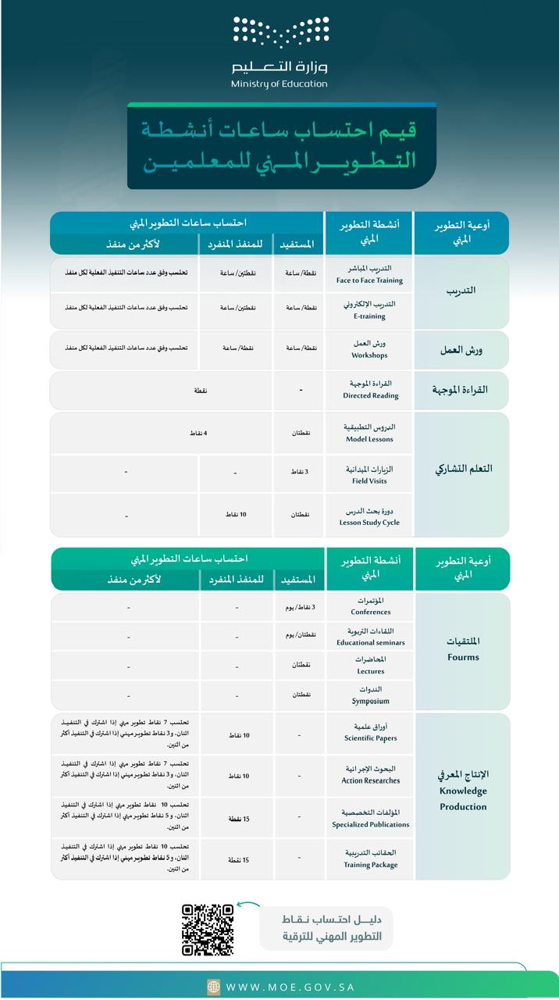 وزارة التعليم
Ministry of Education
قيم احتساب ساعات أنشطة
التطوير المهني للمعلمين
أوعية التطوير المهني
أنشطة التطوير المهني
احتساب ساعات التطوير المهني
المستفيد
للمنفذ المنفرد
لأكثر من منفذ
التدريب
التدريب المباشر
Face to Face Training
نقطة/ ساعة
نقطتين/ ساعة
تحتسب وفق عدد ساعات التنفيذ الفعلية لكل منفذ
التدريب الإلكتروني
E-training
نقطة/ ساعة
نقطتين/ ساعة
تحتسب وفق عدد ساعات التنفيذ الفعلية لكل منفذ
ورش العمل
ورش العمل
Workshops
نقطة/ ساعة
نقطة/ ساعة
تحتسب وفق عدد ساعات التنفيذ الفعلية لكل منفذ
القراءة الموجهة
القراءة الموجهة
Directed Reading
-
نقطة
التعلم التشاركي
الدروس التطبيقية
Model Lessons
نقطتان
4 نقاط
الزيارات الميدانية
Field Visits
3 نقاط
-
-
دورة بحث الدرس
Lesson Study Cycle
نقطتان
10 نقاط
-
أوعية التطوير المهني
أنشطة التطوير المهني
احتساب ساعات التطوير المهني
المستفيد
للمنفذ المنفرد
لأكثر من منفذ
الملتقيات
Fourms
المؤتمرات
Conferences
3 نقاط/ يوم
-
-
اللقاءات التربوية
Educational seminars
نقطتان/ يوم
-
-
المحاضرات
Lectures
نقطتان
-
-
الندوات
Symposium
نقطتان
-
-
الإنتاج المعرفي
Knowledge
Production
أوراق علمية
Scientific Papers
-
10 نقاط
تحتسب 7 نقاط تطوير مهني إذا اشترك في التنفيذ
اثنان، و3 نقاط تطوير مهني إذا اشترك في التنفيذ أكثر
من اثنين.
البحوث الإجرائية
Action Researches
-
10 نقاط
تحتسب 7 نقاط تطوير مهني إذا اشترك في التنفيذ
اثنان، و3 نقاط تطوير مهني إذا اشترك في التنفيذ أكثر
من اثنين.
المؤلفات التخصصية
Specialized Publications
-
15 نقطة
تحتسب 10 نقاط تطوير مهني إذا اشترك في التنفيذ
اثنان، و 5 نقاط تطوير مهني إذا اشترك في التنفيذ أكثر
من اثنين.
الحقائب التدريبية
Training Package
-
15 نقطة
تحتسب 10 نقاط تطوير مهني إذا اشترك في التنفيذ
اثنان، و5 نقاط تطوير مهني إذا اشترك في التنفيذ أكثر
من اثنين.
دليل احتساب نقاط
التطوير المهني للترقية
WWW.MOE.GOV.SA